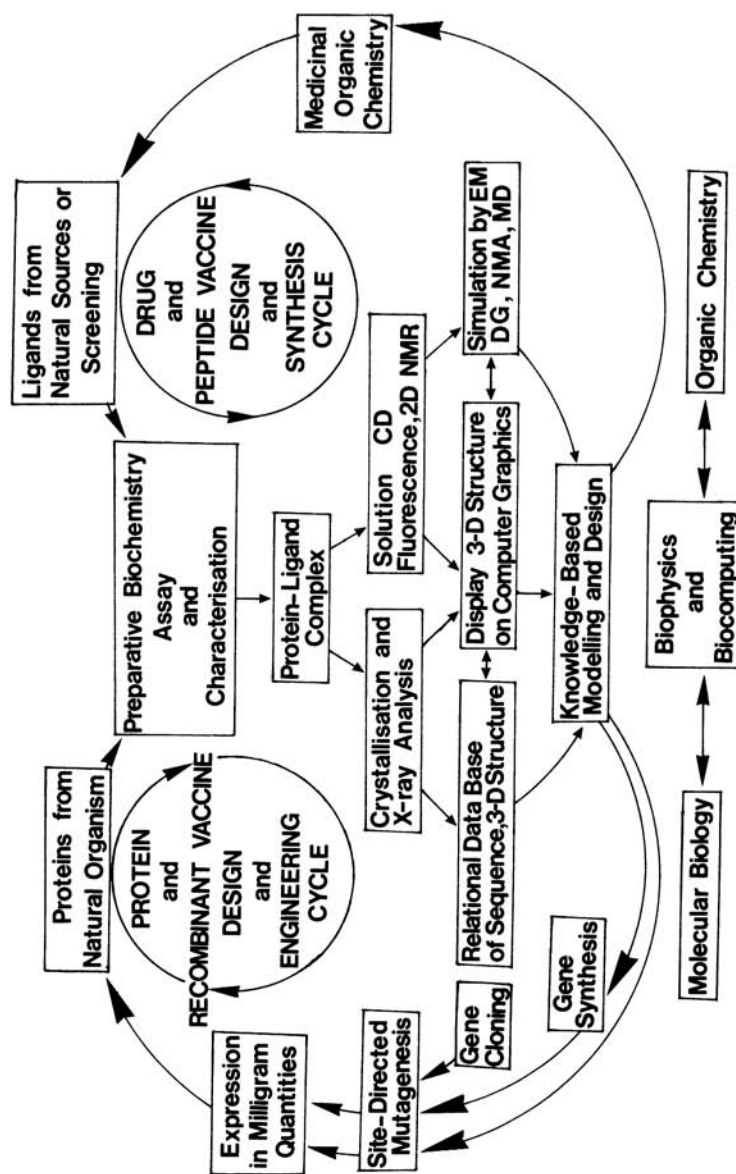 Proteins from
Natural Organism
Ligands from
Natural Sources or
Screening
Preparative Biochemistry
Assay
and
Characterisation
PROTEIN
and
RECOMBINANT VACCINE
DESIGN
and
ENGINEERING
CYCLE
DRUG
and
PEPTIDE VACCINE
DESIGN
and
SYNTHESIS
CYCLE
Expression
in Milligram
Quantities
Protein-Ligand
Complex
Medicinal
Organic
Chemistry
Site-Directed
Mutagenesis
Crystallisation and
X-ray Analysis
Solution CD
Fluorescence,2D NMR
Gene
Cloning
Relational Data Base
of Sequence,3-D Structure
Display 3-D Structure
on Computer Graphics
Simulation by EM
DG, NMA, MD
Gene
Synthesis
Knowledge-Based
Modelling and Design
Molecular Biology
Biophysics
and
Biocomputing
Organic Chemistry